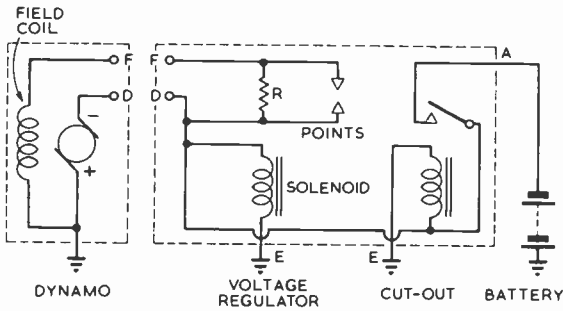 FIELD
COIL
F
F
A
D
D
R
−
+
POINTS
SOLENOID
E
E
DYNAMO
VOLTAGE
REGULATOR
CUT-OUT
BATTERY